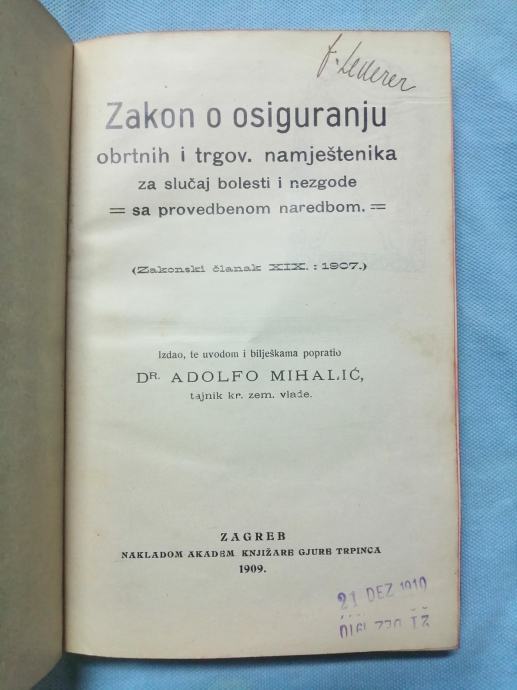 f. Lederer
Zakon o osiguranju
obrtnih i trgov. namještenika
za slučaj bolesti i nezgode
= sa provedbenom naredbom. =
(Zakonski članak XIX. : 1907.)
Izdao, te uvodom i bilješkama popratio
DR. ADOLFO MIHALIĆ,
tajnik kr. zem. vlade.
ZAGREB
NAKLADOM AKADEM KNJIŽARE GJURE TRPINCA
1909.
21 DEZ 1910